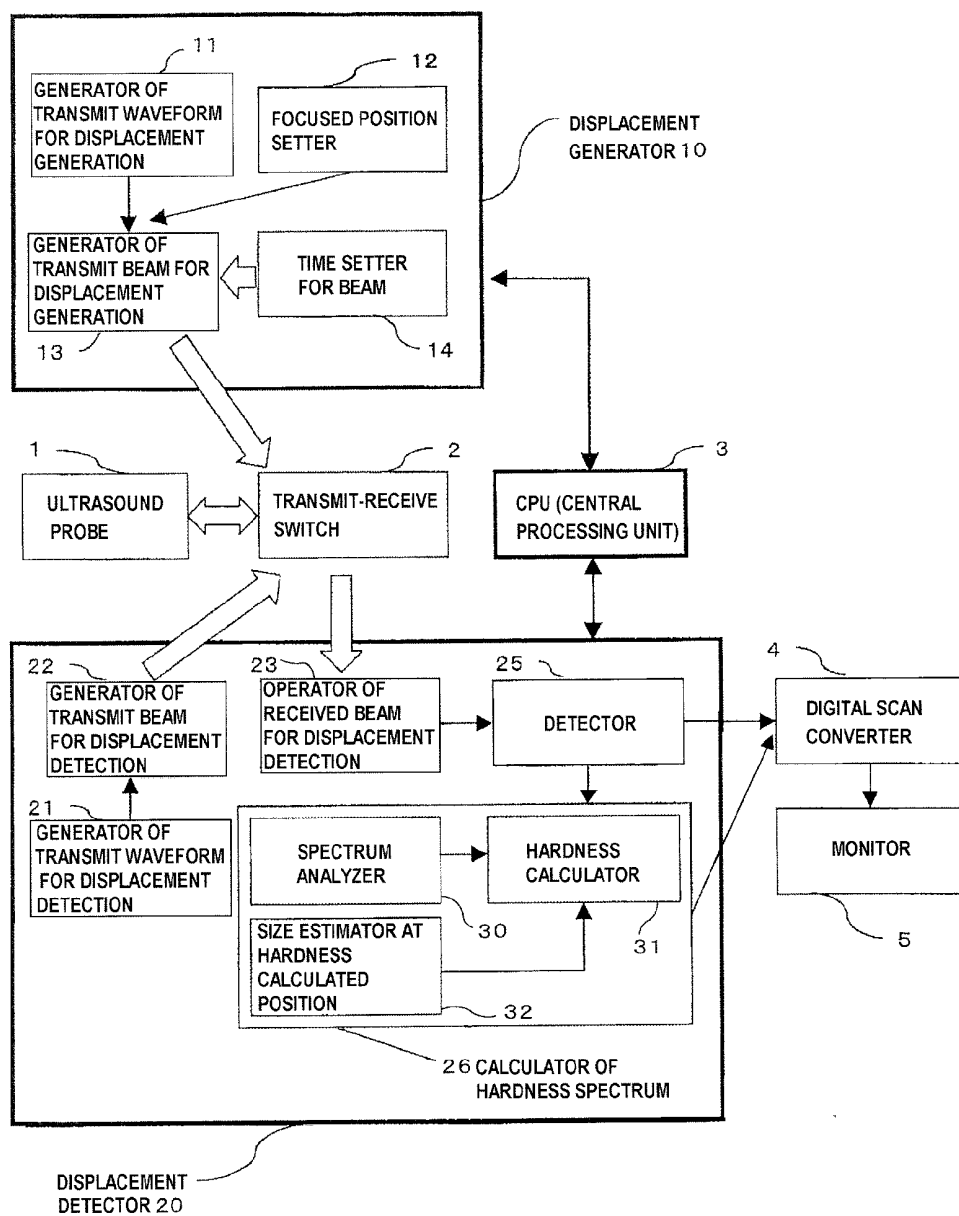 11
GENERATOR OF
TRANSMIT WAVEFORM
FOR DISPLACEMENT
GENERATION
12
FOCUSED POSITION
SETTER
DISPLACEMENT
GENERATOR 10
GENERATOR OF
TRANSMIT BEAM FOR
DISPLACEMENT
GENERATION
13
TIME SETTER
FOR BEAM
14
1
ULTRASOUND
PROBE
2
TRANSMIT-RECEIVE
SWITCH
3
CPU (CENTRAL
PROCESSING UNIT)
22
GENERATOR OF
TRANSMIT BEAM
FOR DISPLACEMENT
DETECTION
23
OPERATOR OF
RECEIVED BEAM
FOR DISPLACEMENT
DETECTION
25
DETECTOR
4
DIGITAL SCAN
CONVERTER
21
GENERATOR OF
TRANSMIT WAVEFORM
FOR DISPLACEMENT
DETECTION
SPECTRUM
ANALYZER
30
HARDNESS
CALCULATOR
31
MONITOR
5
SIZE ESTIMATOR AT
HARDNESS
CALCULATED
POSITION
32
26 CALCULATOR OF
HARDNESS SPECTRUM
DISPLACEMENT
DETECTOR 20